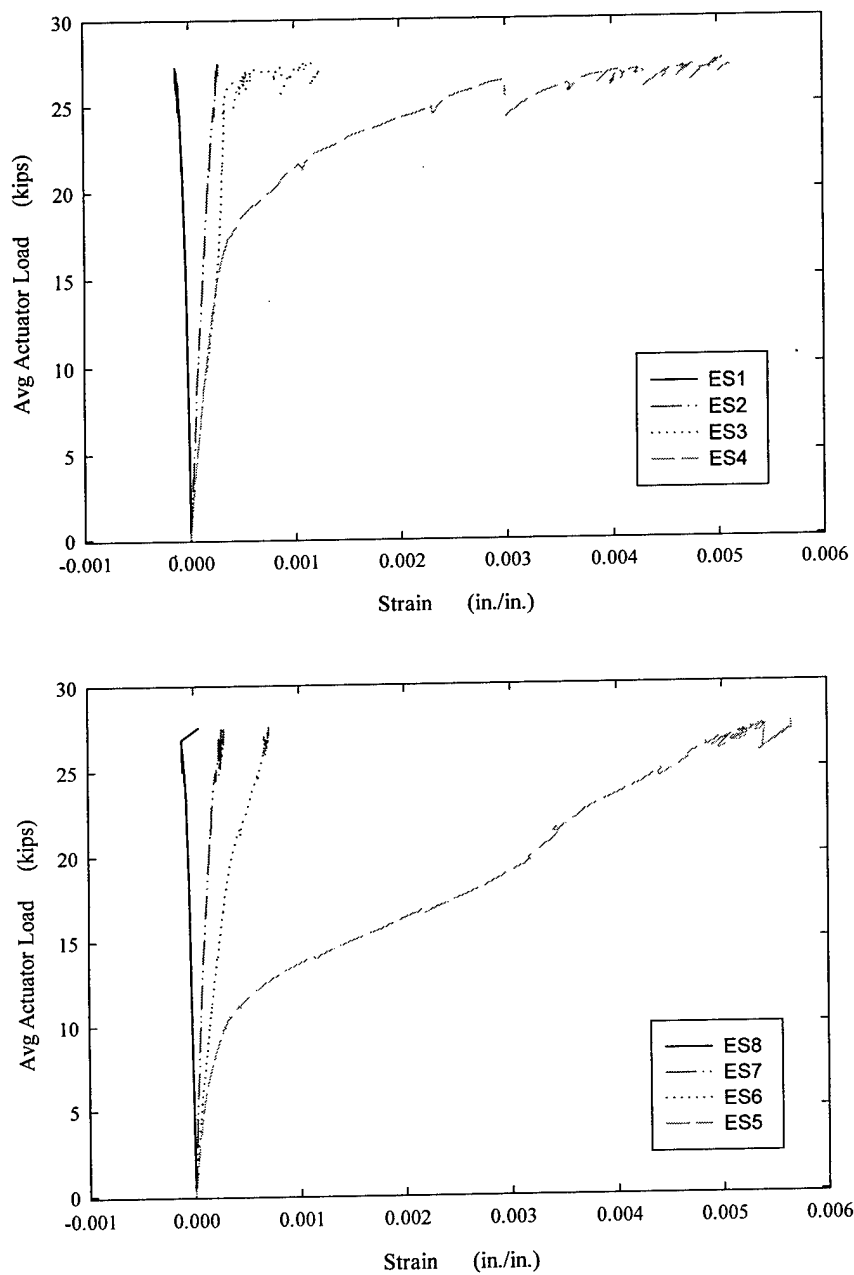 30
25
20
15
10
5
0
Avg Actuator Load (kips)
-0.001
0.000
0.001
0.002
0.003
0.004
0.005
0.006
Strain (in./in.)
ES1
ES2
ES3
ES4
30
25
20
15
10
5
0
Avg Actuator Load (kips)
-0.001
0.000
0.001
0.002
0.003
0.004
0.005
0.006
Strain (in./in.)
ES8
ES7
ES6
ES5